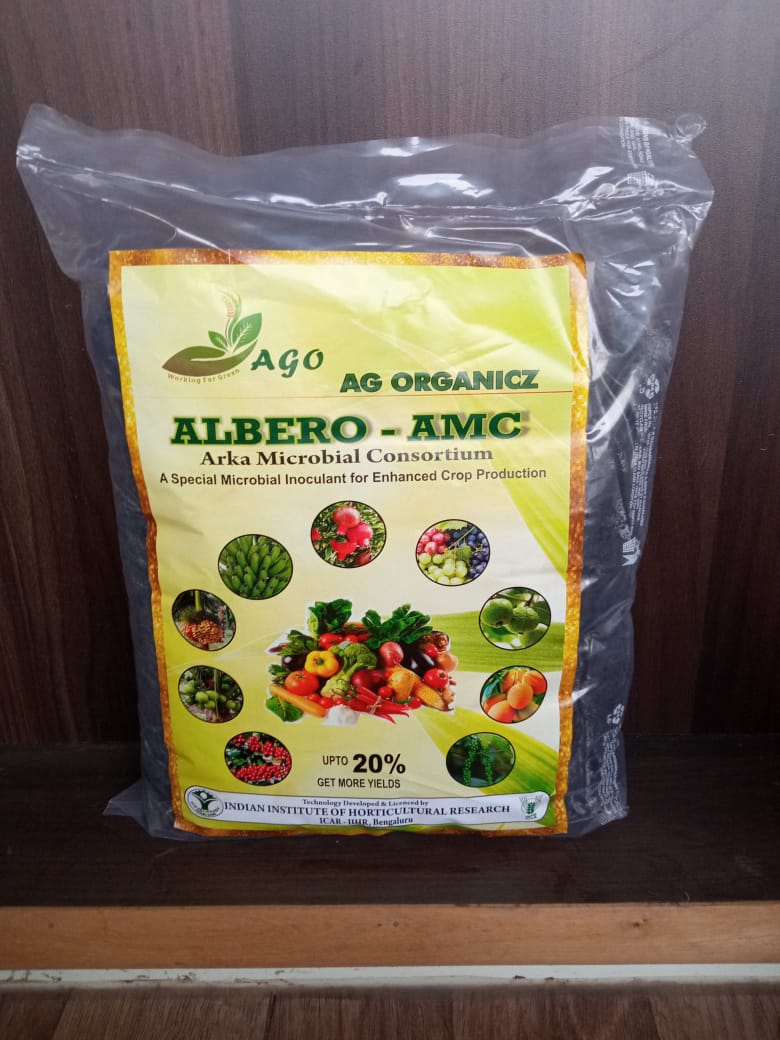 Working For Green
AGO
AG ORGANICZ
ALBERO - AMC
Arka Microbial Consortium
A Special Microbial Inoculant for Enhanced Crop Production
UPTO 20%
GET MORE YIELDS
Technology Developed & Licenced by
INDIAN INSTITUTE OF HORTICULTURAL RESEARCH
ICAR - IIHR, Bengaluru